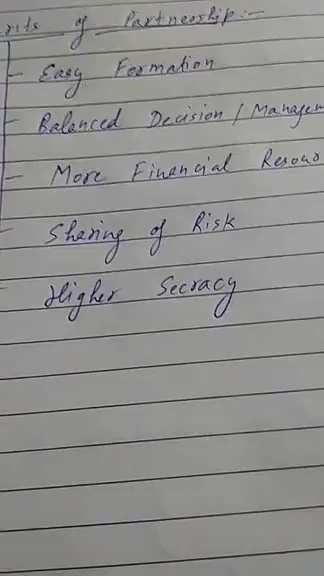 rits of Partnership:-
- Easy Formation
- Balanced Decision / Managem
- More Financial Resou
- Sharing of Risk
- Higher Secracy